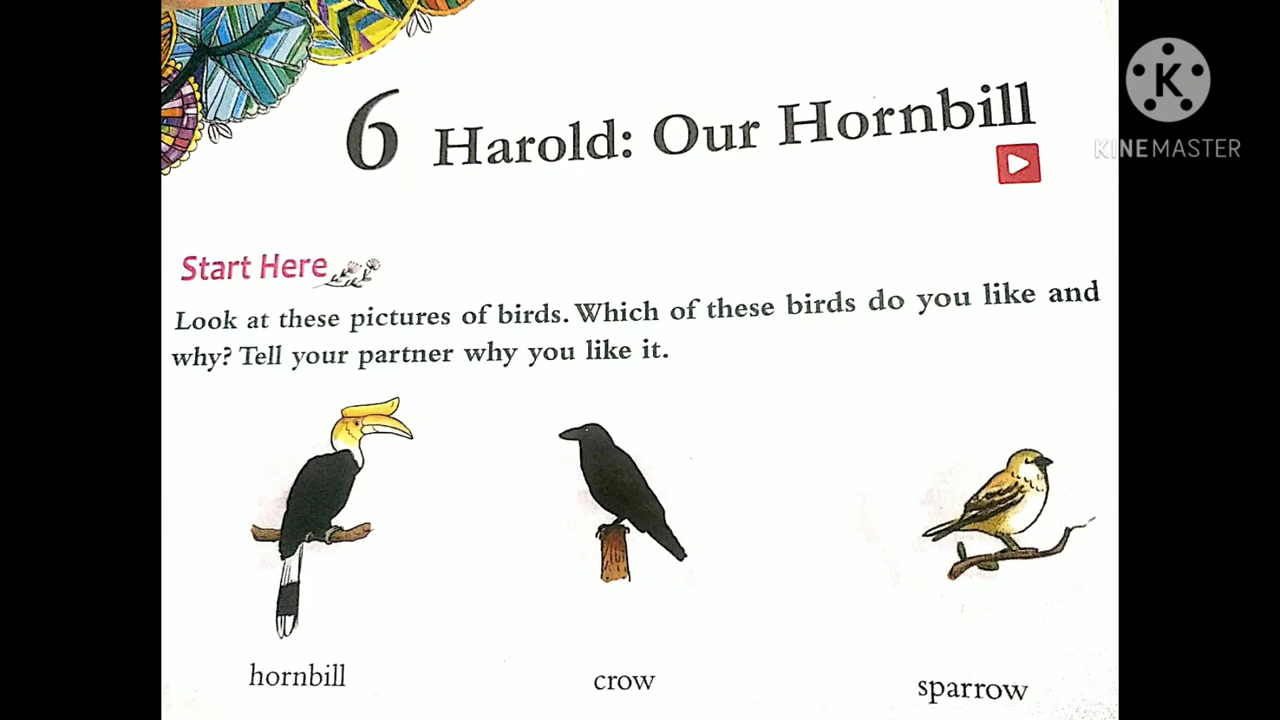 6 Harold: Our Hornbill
K
KINEMASTER
Start Here
Look at these pictures of birds. Which of these birds do you like and
why? Tell your partner why you like it.
hornbill
crow
sparrow